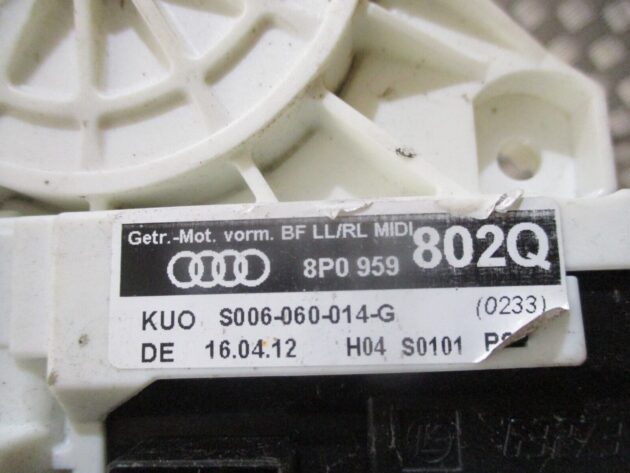 Getr.-Mot. vorm. BF LL/RL MIDI
8P0 959 802Q
KUO S006-060-014-G (0233)
DE 16.04.12 H04 S0101